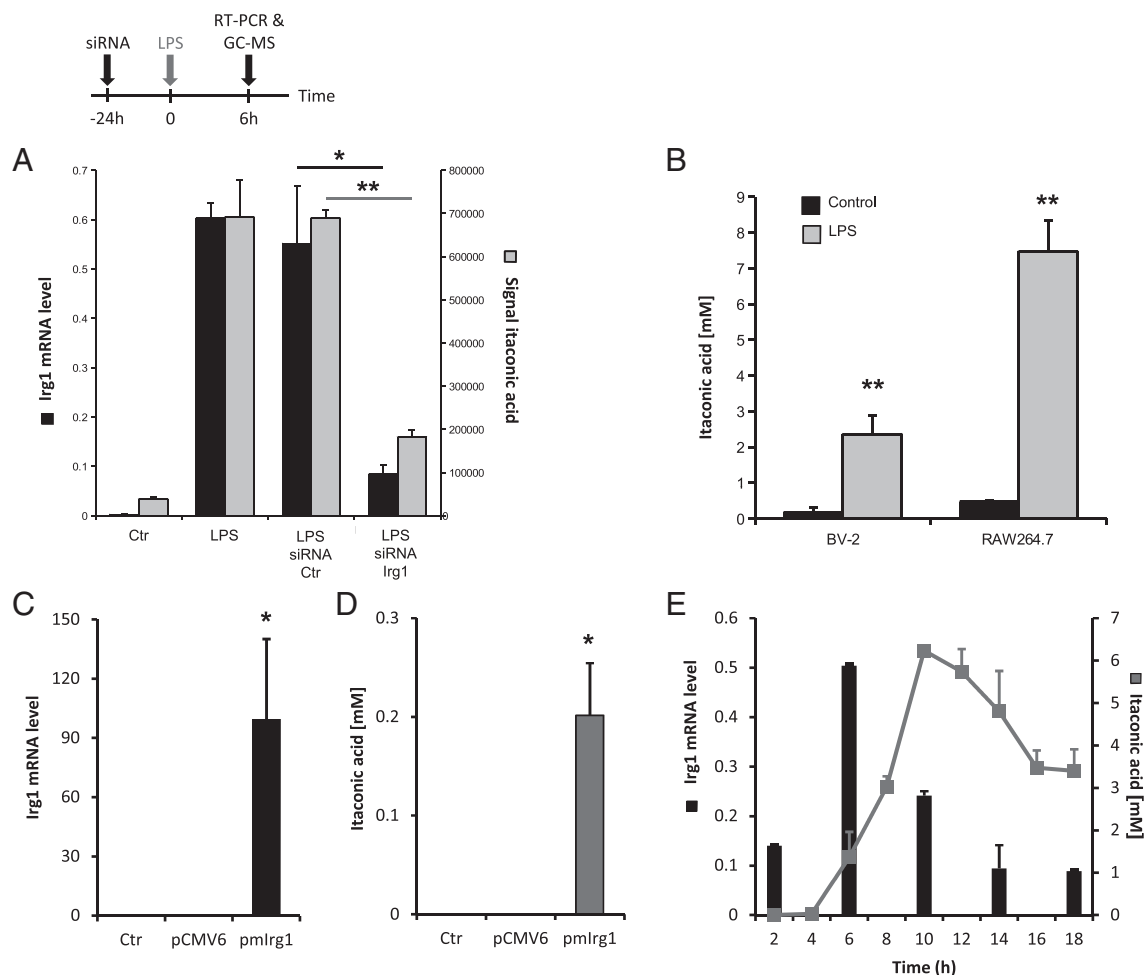 RT-PCR &
siRNA LPS GC-MS
Time
-24h 0 6h
A
* **
0.7
0.6
0.5
0.4
0.3
0.2
0.1
0
Irg1 mRNA level
800000
700000
600000
500000
400000
300000
200000
100000
0
Signal itaconic acid
Ctr
LPS
LPS
siRNA
Ctr
LPS
siRNA
Irg1
B
Control
LPS
** **
9
8
7
6
5
4
3
2
1
0
Itaconic acid [mM]
BV-2 RAW264.7
C
*
150
120
90
60
30
0
Irg1 mRNA level
Ctr pCMV6 pmIrg1
D
*
0.3
0.2
0.1
0
Itaconic acid [mM]
Ctr pCMV6 pmIrg1
E
0.6
0.5
0.4
0.3
0.2
0.1
0
Irg1 mRNA level
7
6
5
4
3
2
1
0
Itaconic acid [mM]
2 4 6 8 10 12 14 16 18
Time (h)